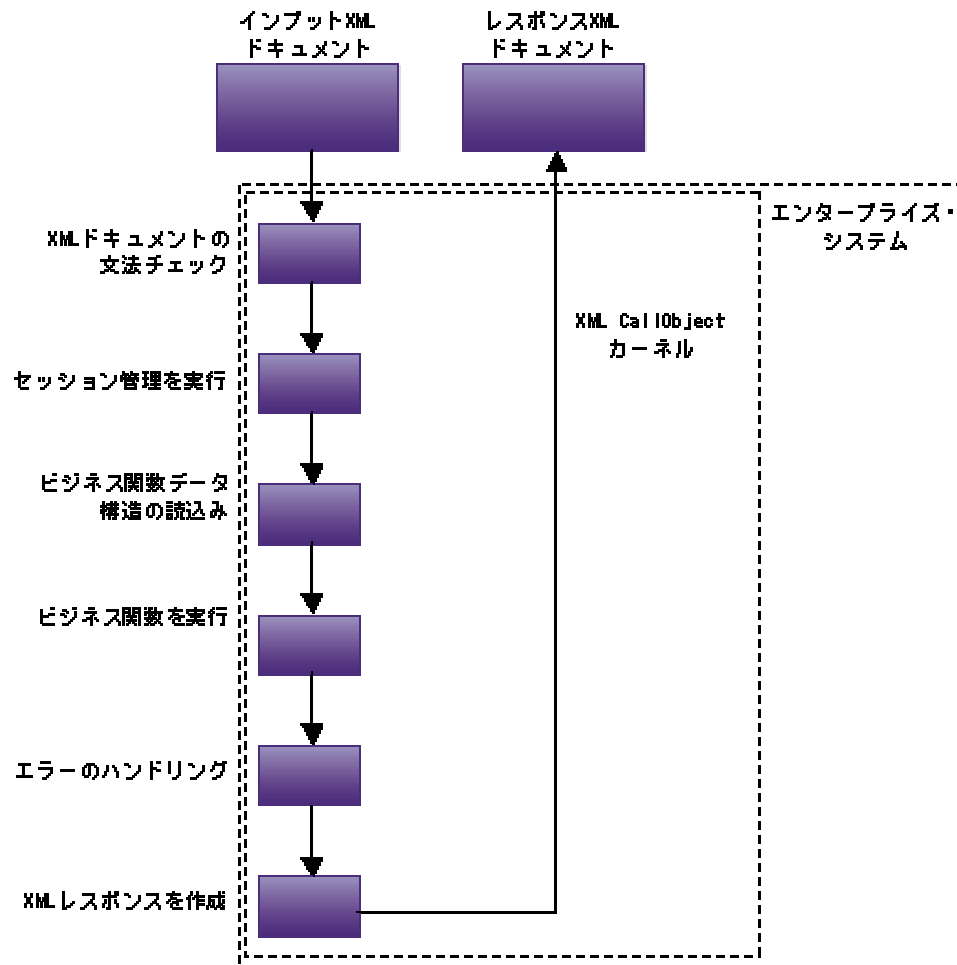 インプットXML
ドキュメント
レスポンスXML
ドキュメント
エンタープライズ・
システム
XMLドキュメントの
文法チェック
XML CallObject
カーネル
セッション管理を実行
ビジネス関数データ
構造の読込み
ビジネス関数を実行
エラーのハンドリング
XMLレスポンスを作成